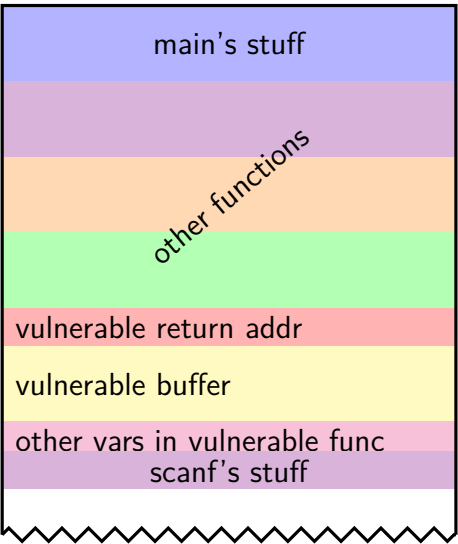 main's stuff
other functions
vulnerable return addr
vulnerable buffer
other vars in vulnerable func
scanf's stuff